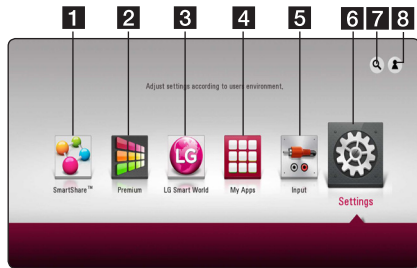 1 2 3 4 5 6 7 8
Adjust settings according to users environment.
LG
SmartShare™ Premium LG Smart World My Apps Input Settings